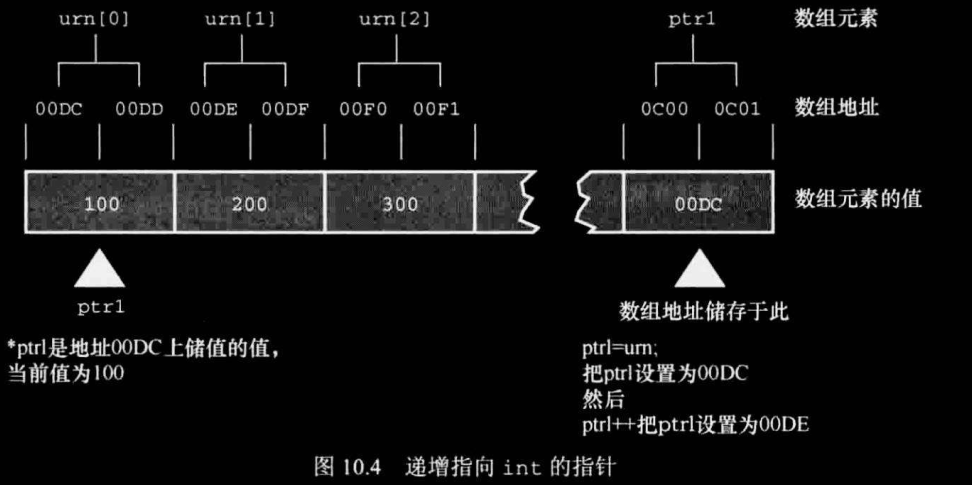 urn[0] urn[1] urn[2] ptr1 数组元素
00DC 00DD 00DE 00DF 00F0 00F1 0C00 0C01 数组地址
100 200 300 00DC 数组元素的值
ptr1
数组地址储存于此
*ptrl是地址00DC上储值的值，
当前值为100
ptrl=urn;
把ptrl设置为00DC
然后
ptrl++把ptrl设置为00DE
图 10.4 递增指向 int 的指针